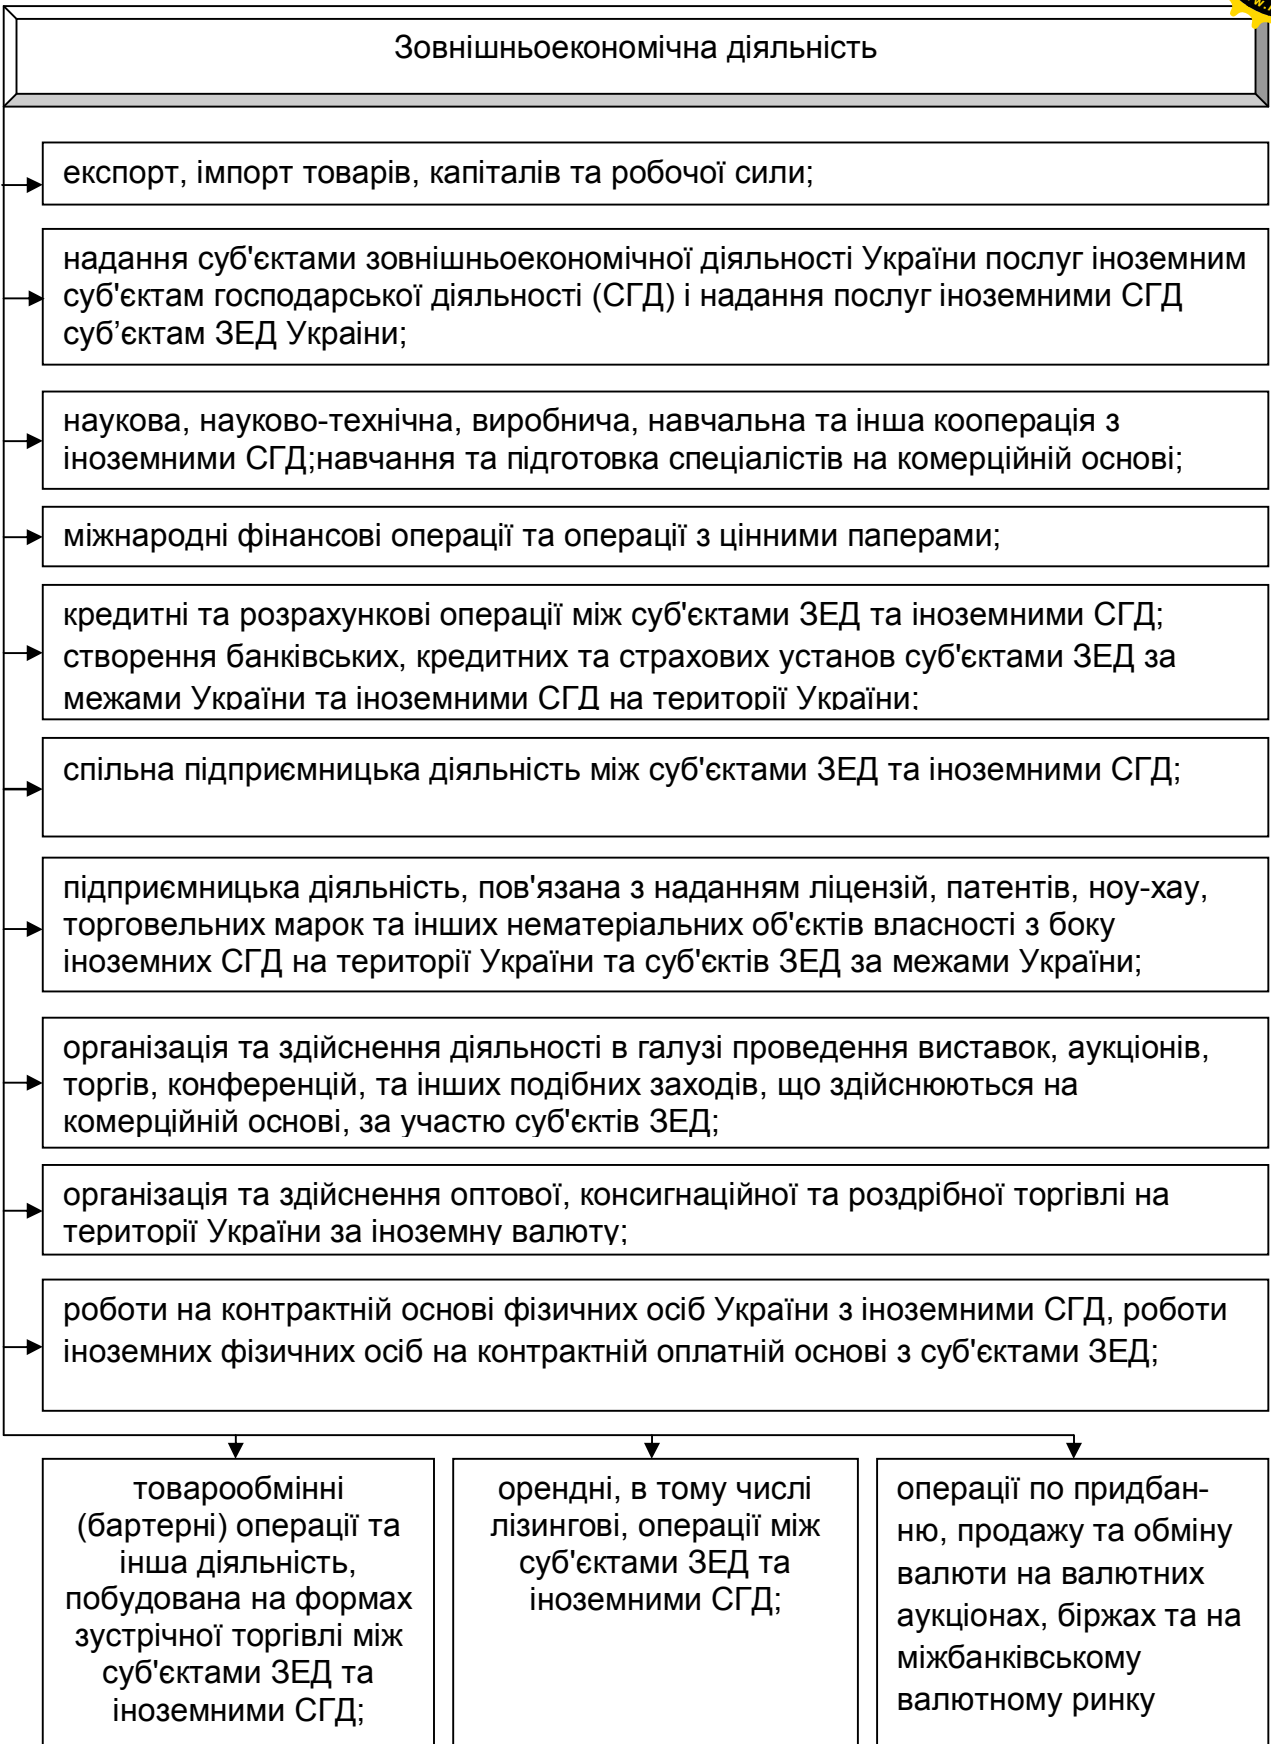 Зовнішньоекономічна діяльність
експорт, імпорт товарів, капіталів та робочої сили;
надання суб'єктами зовнішньоекономічної діяльності України послуг іноземним
суб'єктам господарської діяльності (СГД) і надання послуг іноземними СГД
суб’єктам ЗЕД Украіни;
наукова, науково-технічна, виробнича, навчальна та інша кооперація з
іноземними СГД;навчання та підготовка спеціалістів на комерційній основі;
міжнародні фінансові операції та операції з цінними паперами;
кредитні та розрахункові операції між суб'єктами ЗЕД та іноземними СГД;
створення банківських, кредитних та страхових установ суб'єктами ЗЕД за
межами України та іноземними СГД на території України;
спільна підприємницька діяльність між суб'єктами ЗЕД та іноземними СГД;
підприємницька діяльність, пов'язана з наданням ліцензій, патентів, ноу-хау,
торговельних марок та інших нематеріальних об'єктів власності з боку
іноземних СГД на території України та суб'єктів ЗЕД за межами України;
організація та здійснення діяльності в галузі проведення виставок, аукціонів,
торгів, конференцій, та інших подібних заходів, що здійснюються на
комерційній основі, за участю суб'єктів ЗЕД;
організація та здійснення оптової, консигнаційної та роздрібної торгівлі на
території України за іноземну валюту;
роботи на контрактній основі фізичних осіб України з іноземними СГД, роботи
іноземних фізичних осіб на контрактній оплатній основі з суб'єктами ЗЕД;
товарообмінні
(бартерні) операції та
інша діяльність,
побудована на формах
зустрічної торгівлі між
суб'єктами ЗЕД та
іноземними СГД;
орендні, в тому числі
лізингові, операції між
суб'єктами ЗЕД та
іноземними СГД;
операції по придбан-
ню, продажу та обміну
валюти на валютних
аукціонах, біржах та на
міжбанківському
валютному ринку